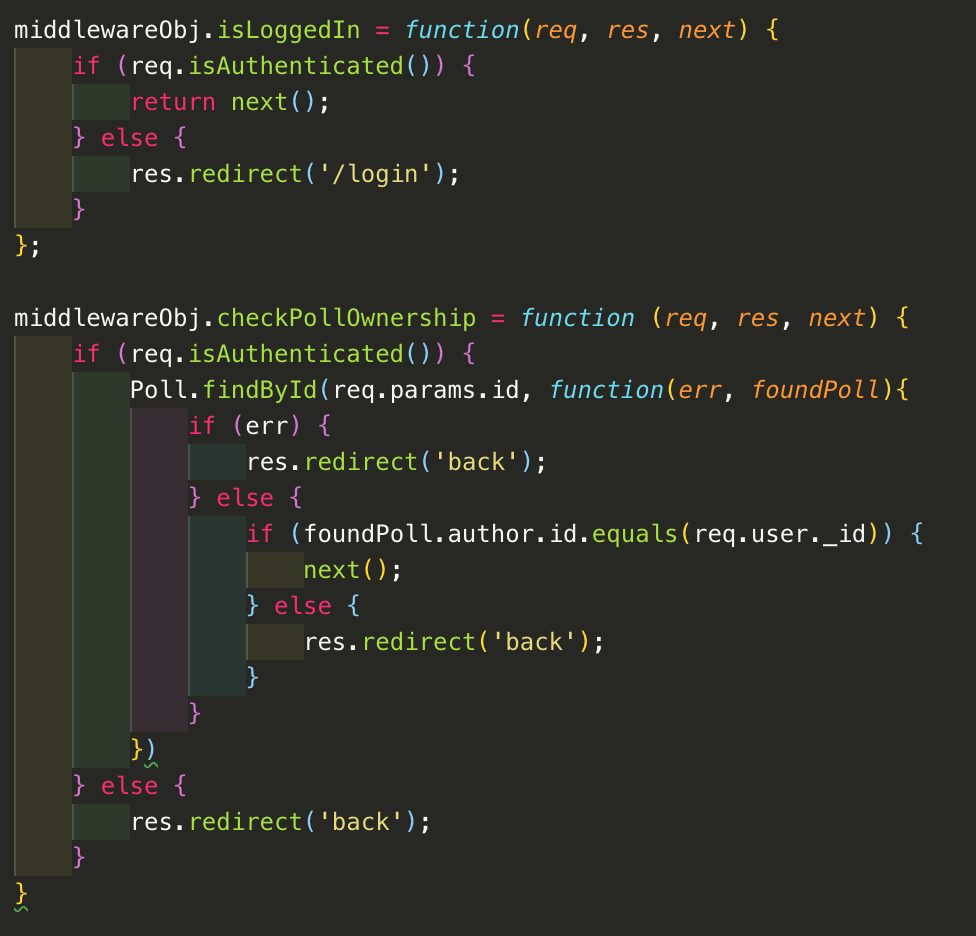 middlewareObj.isLoggedIn = function(req, res, next) {
    if (req.isAuthenticated()) {
        return next();
    } else {
        res.redirect('/login');
    }
};

middlewareObj.checkPollOwnership = function (req, res, next) {
    if (req.isAuthenticated()) {
        Poll.findById(req.params.id, function(err, foundPoll){
            if (err) {
                res.redirect('back');
            } else {
                if (foundPoll.author.id.equals(req.user._id)) {
                    next();
                } else {
                    res.redirect('back');
                }
            }
        })
    } else {
        res.redirect('back');
    }
}